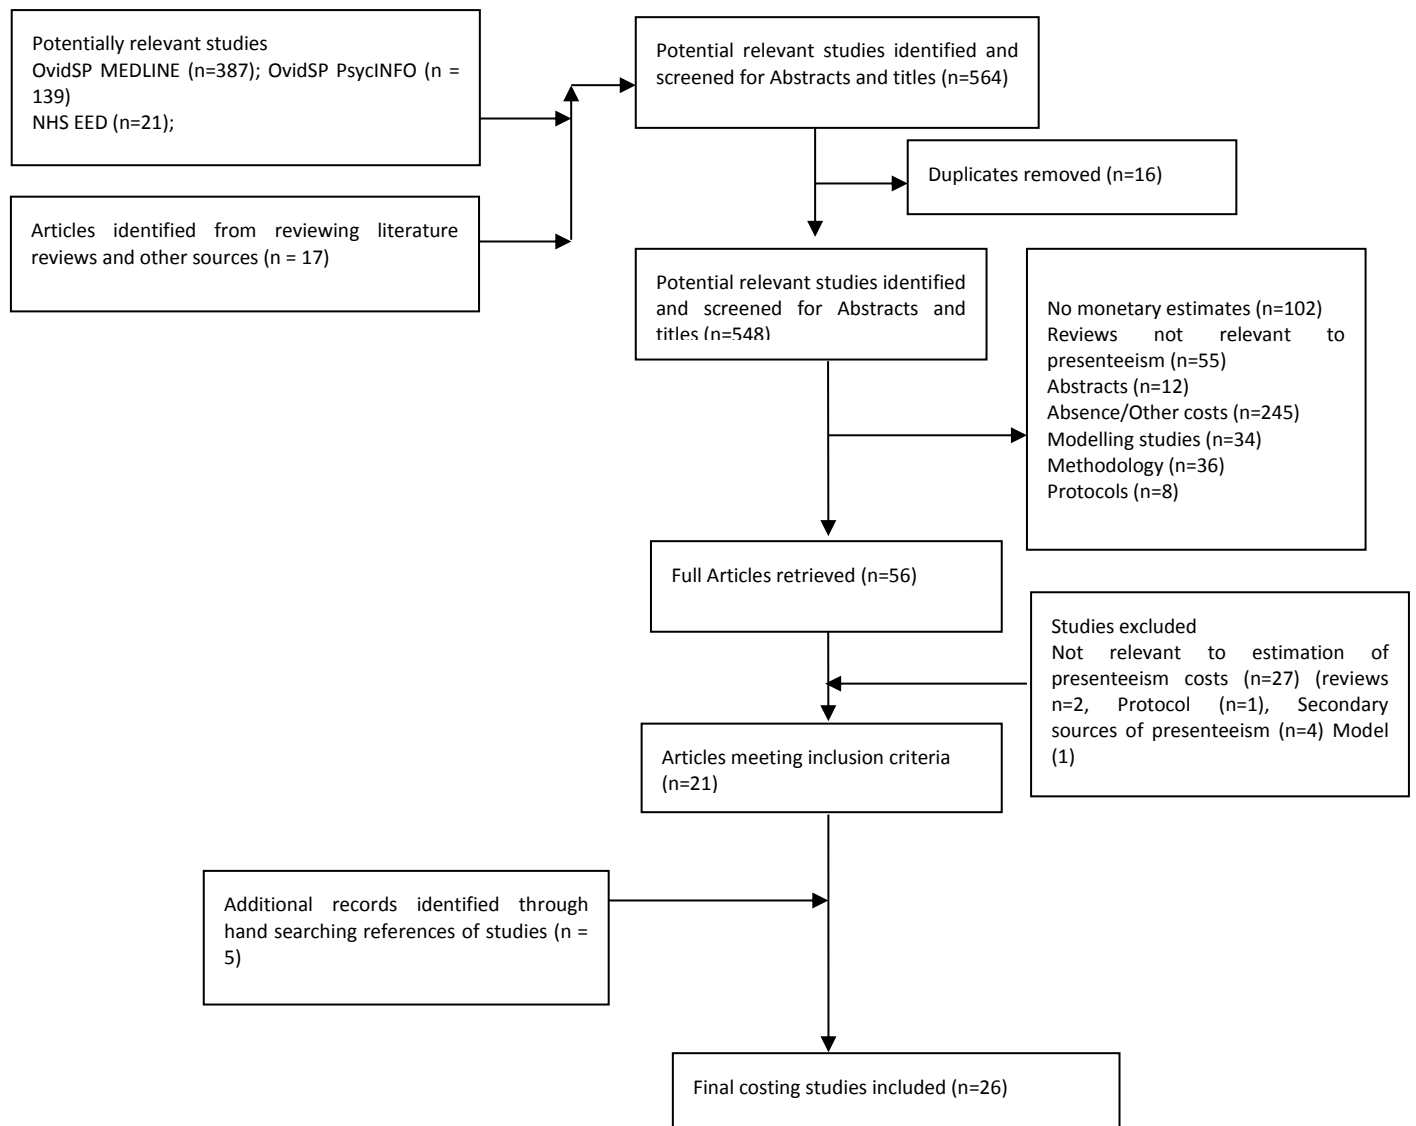 Potentially relevant studies
OvidSP MEDLINE (n=387); OvidSP PsycINFO (n =
139)
NHS EED (n=21);
Articles identified from reviewing literature
reviews and other sources (n = 17)
Potential relevant studies identified and
screened for Abstracts and titles (n=564)
Duplicates removed (n=16)
Potential relevant studies identified
and screened for Abstracts and
titles (n=548)
No monetary estimates (n=102)
Reviews not relevant to
presenteeism (n=55)
Abstracts (n=12)
Absence/Other costs (n=245)
Modelling studies (n=34)
Methodology (n=36)
Protocols (n=8)
Full Articles retrieved (n=56)
Studies excluded
Not relevant to estimation of
presenteeism costs (n=27) (reviews
n=2, Protocol (n=1), Secondary
sources of presenteeism (n=4) Model
(1)
Articles meeting inclusion criteria
(n=21)
Additional records identified through
hand searching references of studies (n =
5)
Final costing studies included (n=26)